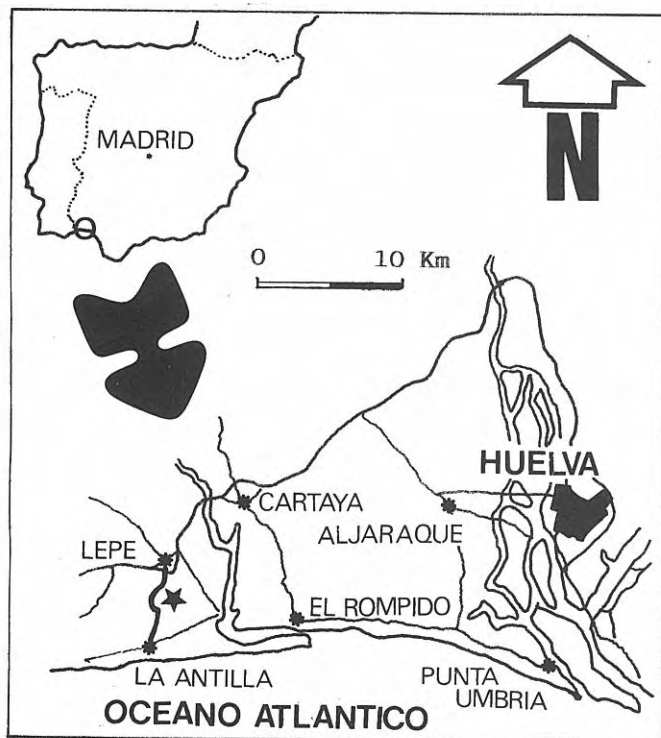 MADRID
N
0 10 Km
HUELVA
CARTAYA
ALJARAQUE
LEPE
EL ROMPIDO
LA ANTILLA
PUNTA
UMBRIA
OCEANO ATLANTICO